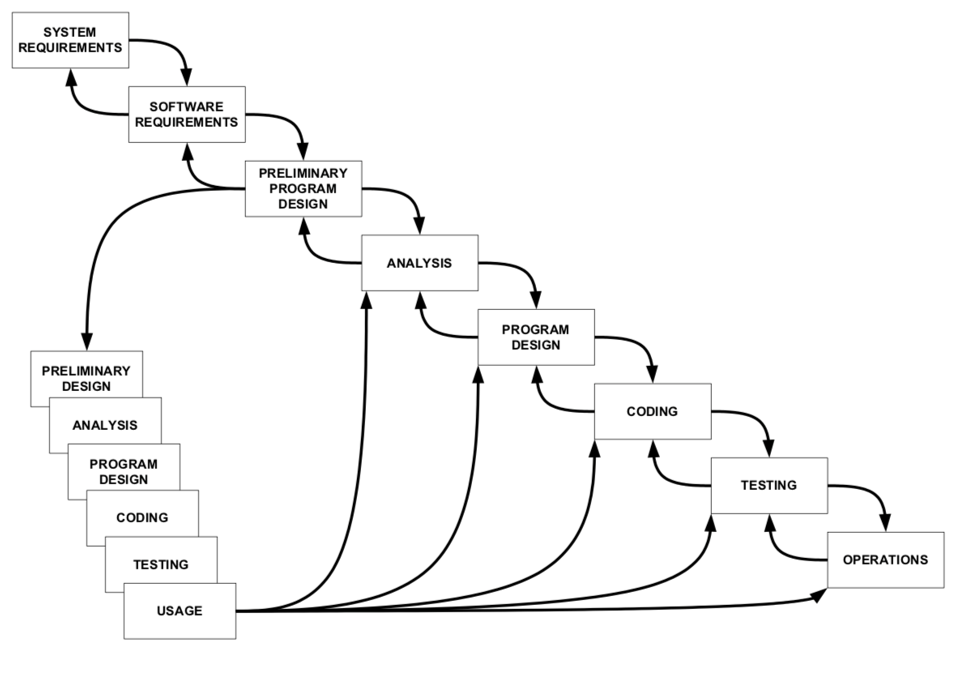 SYSTEM
REQUIREMENTS
SOFTWARE
REQUIREMENTS
PRELIMINARY
PROGRAM
DESIGN
ANALYSIS
PROGRAM
DESIGN
CODING
TESTING
OPERATIONS
PRELIMINARY
DESIGN
ANALYSIS
PROGRAM
DESIGN
CODING
TESTING
USAGE